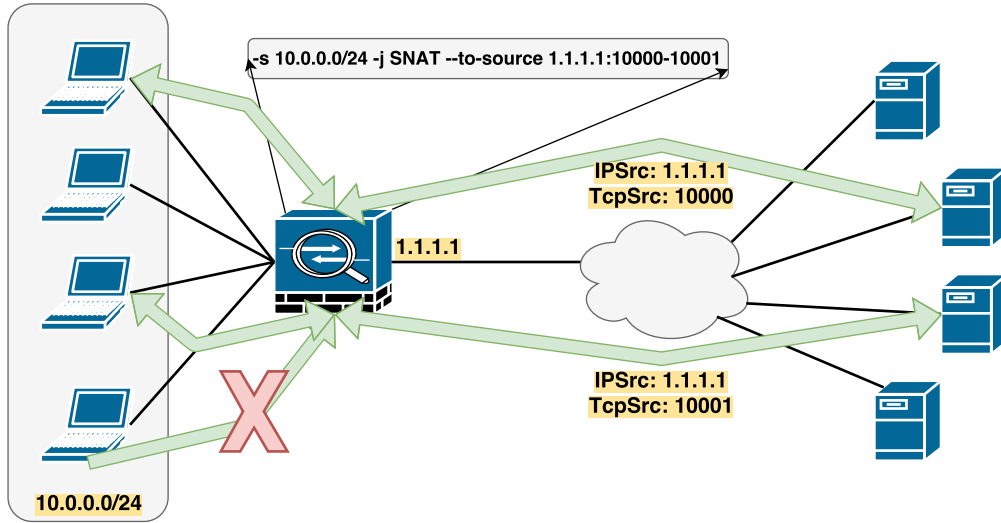 -s 10.0.0.0/24 -j SNAT --to-source 1.1.1.1:10000-10001
IPSrc: 1.1.1.1
TcpSrc: 10000
1.1.1.1
IPSrc: 1.1.1.1
TcpSrc: 10001
X
10.0.0.0/24